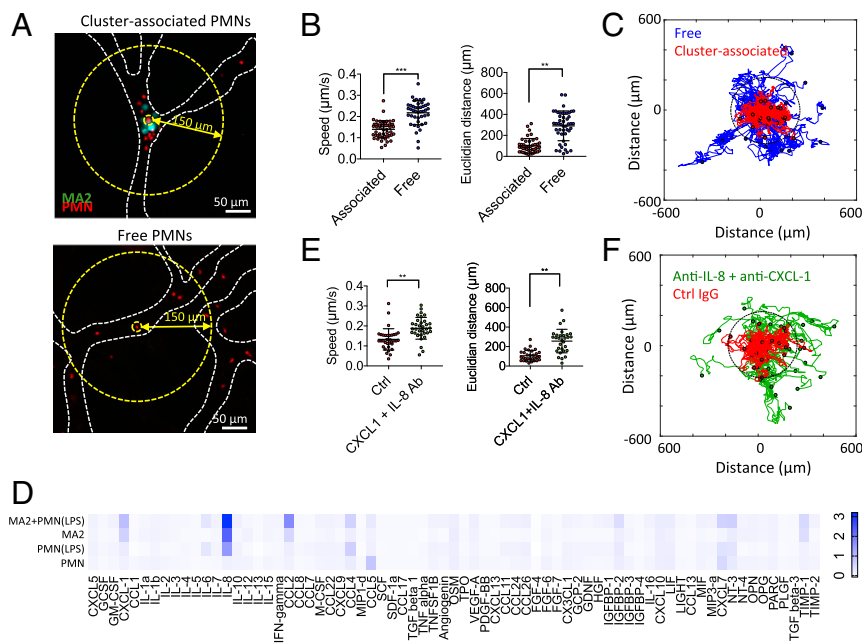 A
Cluster-associated PMNs
150 µm
MA2
PMN
50 µm
Free PMNs
150 µm
50 µm
B
Speed (µm/s)
0.4
0.3
0.2
0.1
0.0
***
Associated
Free
Euclidian distance (µm)
800
600
400
200
0
**
Associated
Free
C
Free
Cluster-associated
Distance (µm)
600
0
-600
-600
0
600
Distance (µm)
E
Speed (µm/s)
0.4
0.3
0.2
0.1
0.0
**
Ctrl
CXCL1 + IL-8 Ab
Euclidian distance (µm)
800
600
400
200
0
**
Ctrl
CXCL1+IL-8 Ab
F
Anti-IL-8 + anti-CXCL-1
Ctrl IgG
Distance (µm)
600
0
-600
600
0
600
Distance (µm)
D
MA2+PMN(LPS)
MA2
PMN(LPS)
PMN
3
2
1
0
CXCL5
GCSF
GM-CSF
CXCL-1
CCL1
IL-1a
IL-1b
IL-2
IL-3
IL-4
IL-5
IL-6
IL-7
IL-8
IL-10
IL-12
IL-13
IL-15
IFN-gamma
CCL2
CCL8
CCL7
M-CSF
CCL22
CXCL9
CCL4
MIP1-d
CCL5
SCF
SDF-1a
CCL17
TGF beta 1
TNF alpha
TNFSF1B
Angiogenin
OSM
TPO
VEGF-A
PDGF-BB
CXCL13
CCL11
CCL24
CCL26
FGF-4
FGF-6
FGF-7
CX3CL1
GCP-2
GDNF
HGF
IGFBP-1
IGFBP-2
IGFBP-3
IGFBP-4
IL-16
CXCL10
LIF
LIGHT
CCL13
MIF
MIP3-a
CXCL7
NT-3
NT-4
OPN
OPG
PARC
PLGF
TGF beta-3
TIMP-1
TIMP-2